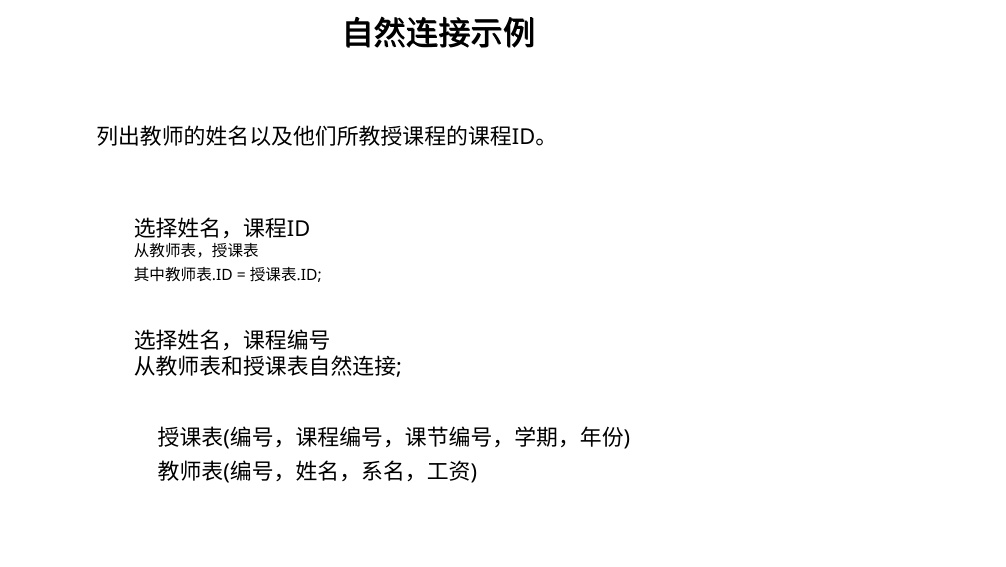 自然连接示例
列出教师的姓名以及他们所教授课程的课程ID。
选择姓名，课程ID
从教师表，授课表
其中教师表.ID = 授课表.ID;
选择姓名，课程编号
从教师表和授课表自然连接;
授课表(编号，课程编号，课节编号，学期，年份)
教师表(编号，姓名，系名，工资)